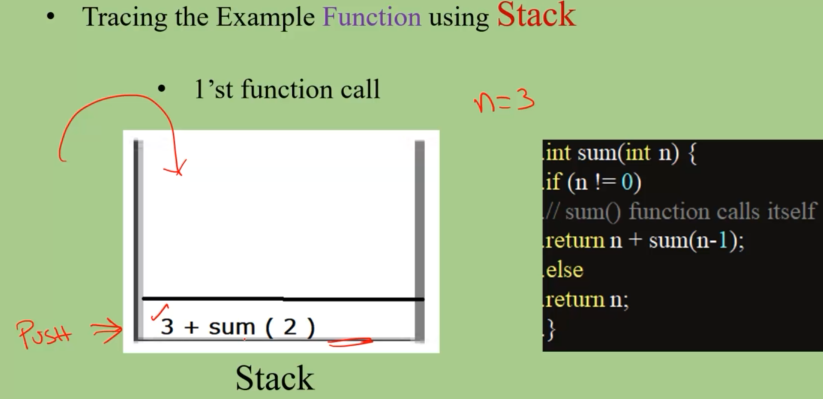 • Tracing the Example Function using Stack
• 1’st function call
n=3
3 + sum ( 2 )
PUSH
Stack
int sum(int n) {
if (n != 0)
// sum() function calls itself
return n + sum(n-1);
else
return n;
}